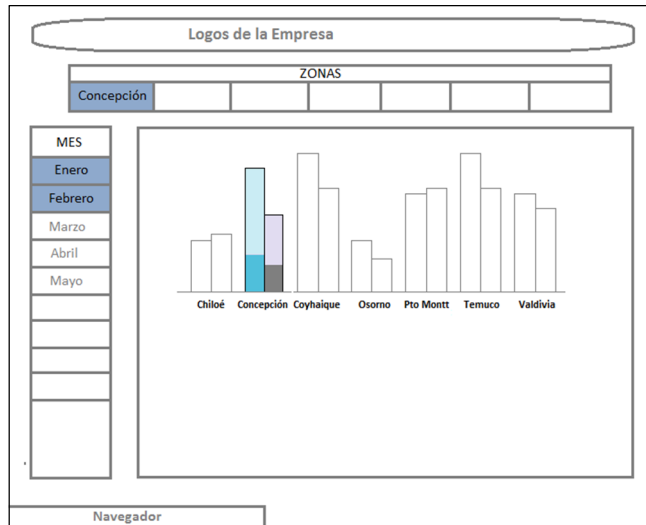 Logos de la Empresa
ZONAS
Concepción
MES
Enero
Febrero
Marzo
Abril
Mayo
Chiloé Concepción Coyhaique Osorno Pto Montt Temuco Valdivia
Navegador